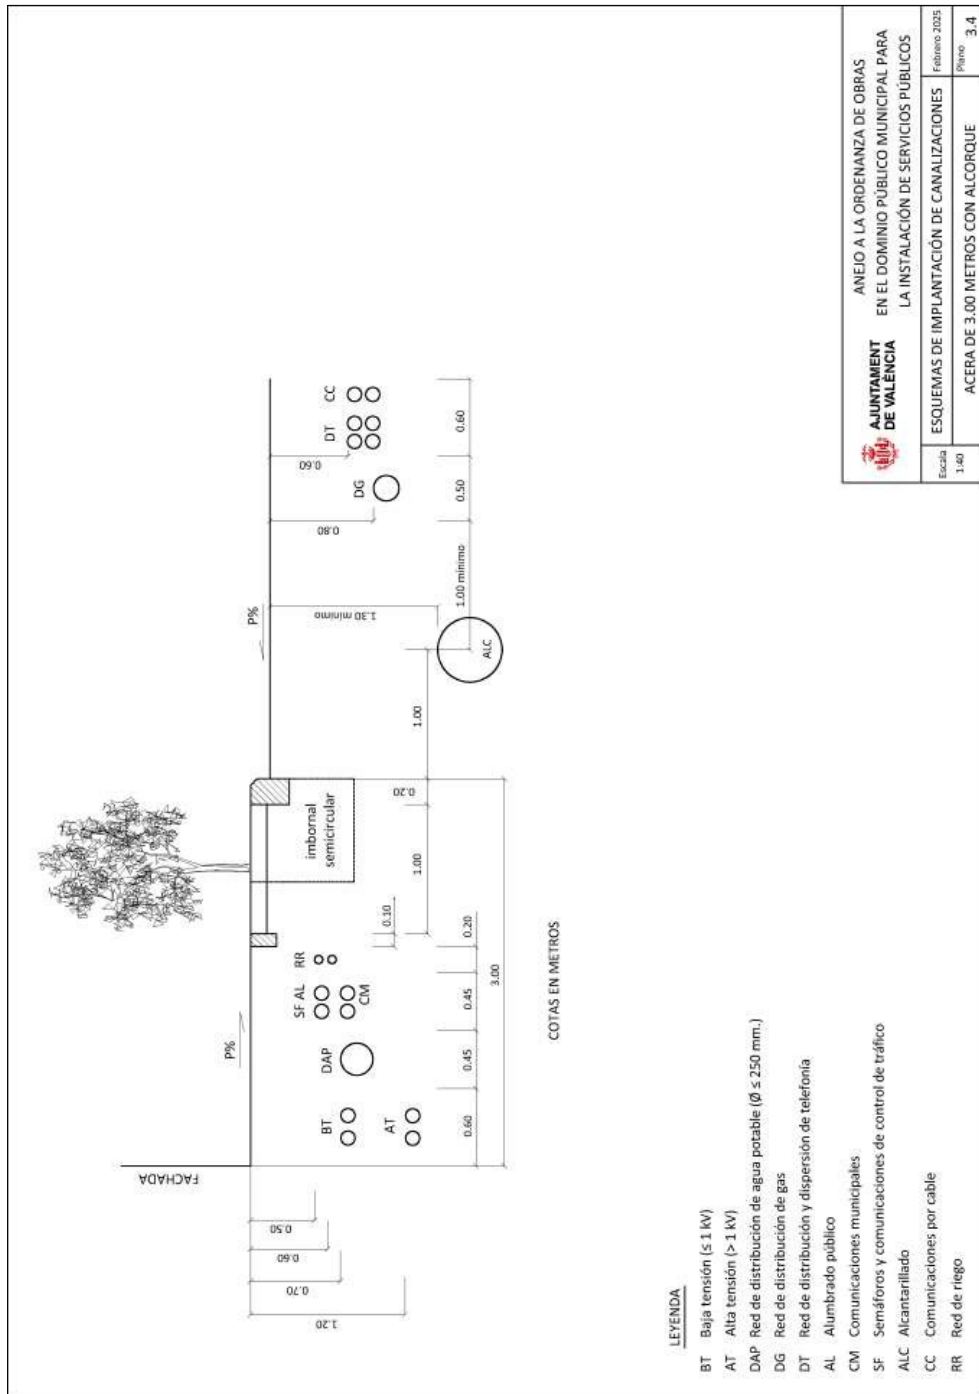 FACHADA
P%
P%
imbornal
semicircular
BT
AT
DAP
SF AL
CM
RR
ALC
DG
DT
CC
0.50
0.60
0.70
1.20
0.60
0.45
0.45
0.20
0.10
1.00
0.20
3.00
1.00
1.30 mínimo
1.00 mínimo
0.80
0.60
0.50
0.60
COTAS EN METROS
LEYENDA
BT Baja tensión (≤ 1 kV)
AT Alta tensión (> 1 kV)
DAP Red de distribución de agua potable (Ø ≤ 250 mm.)
DG Red de distribución de gas
DT Red de distribución y dispersión de telefonía
AL Alumbrado público
CM Comunicaciones municipales
SF Semáforos y comunicaciones de control de tráfico
ALC Alcantarillado
CC Comunicaciones por cable
RR Red de riego
AJUNTAMENT
DE VALÈNCIA
ANEJO A LA ORDENANZA DE OBRAS
EN EL DOMINIO PÚBLICO MUNICIPAL PARA
LA INSTALACIÓN DE SERVICIOS PÚBLICOS
Escala
1:40
ESQUEMAS DE IMPLANTACIÓN DE CANALIZACIONES
Febrero 2025
ACERA DE 3.00 METROS CON ALCORQUE
Plano
3.4